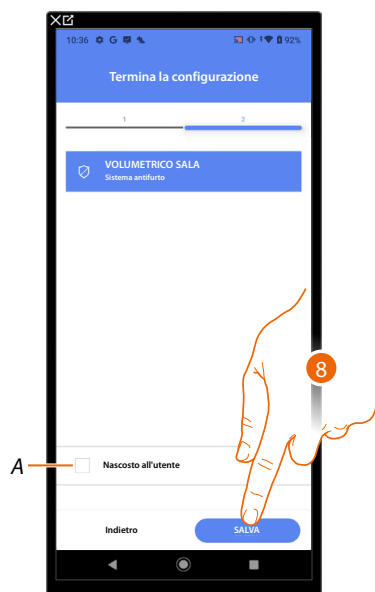 10:36 G 92%
Termina la configurazione
1 2
VOLUMETRICO SALA
Sistema antifurto
8
A
Nascosto all'utente
Indietro SALVA